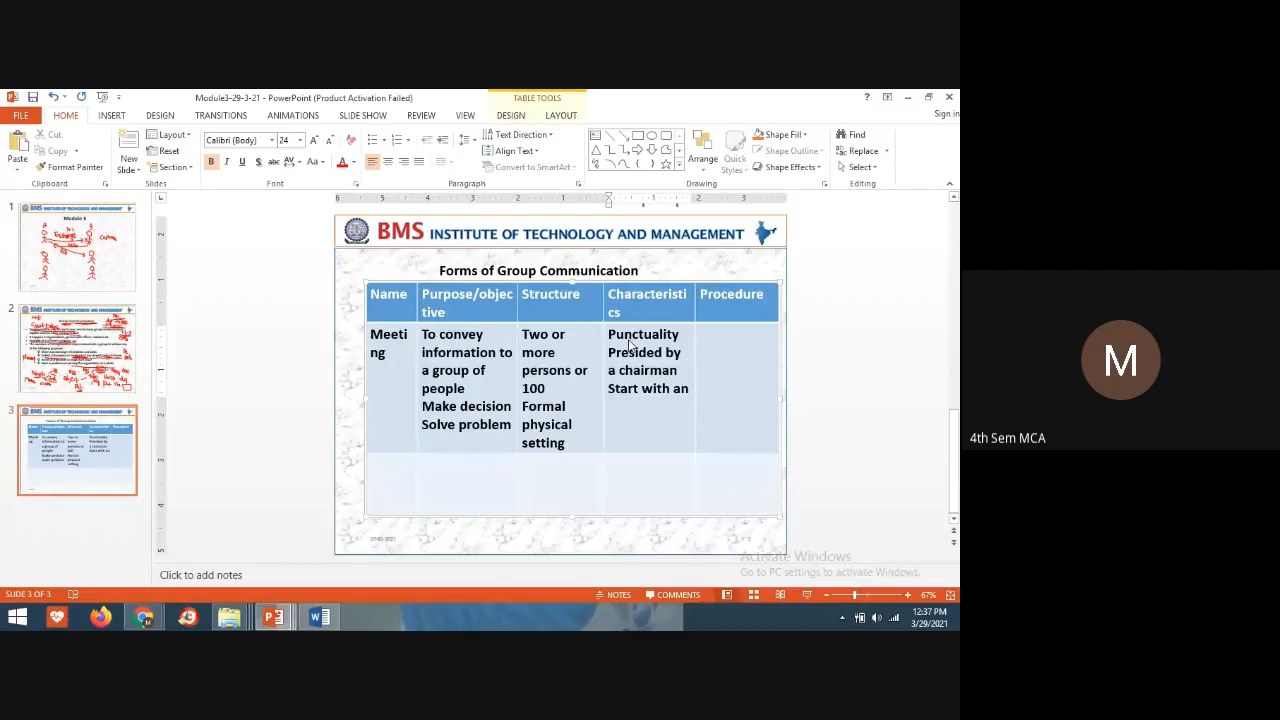 Module3-29-3-21 - PowerPoint (Product Activation Failed)
TABLE TOOLS
Sign in
FILE HOME INSERT DESIGN TRANSITIONS ANIMATIONS SLIDE SHOW REVIEW VIEW DESIGN LAYOUT
Paste
Cut
Copy
Format Painter
Clipboard
New
Slide
Layout
Reset
Section
Slides
Calibri (Body) 24
Font
Text Direction
Align Text
Convert to SmartArt
Paragraph
Arrange
Quick
Styles
Shape Fill
Shape Outline
Shape Effects
Drawing
Find
Replace
Select
Editing
1
Module 3
2
3
BMS INSTITUTE OF TECHNOLOGY AND MANAGEMENT
Forms of Group Communication
Name
Purpose/objec
tive
Structure
Characteristi
cs
Procedure
Meeti
ng
To convey
information to
a group of
people
Make decision
Solve problem
Two or
more
persons or
100
Formal
physical
setting
Punctuality
Presided by
a chairman
Start with an
Activate Windows
Go to PC settings to activate Windows.
Click to add notes
SLIDE 3 OF 3
NOTES
COMMENTS
67%
12:37 PM
3/29/2021
M
4th Sem MCA